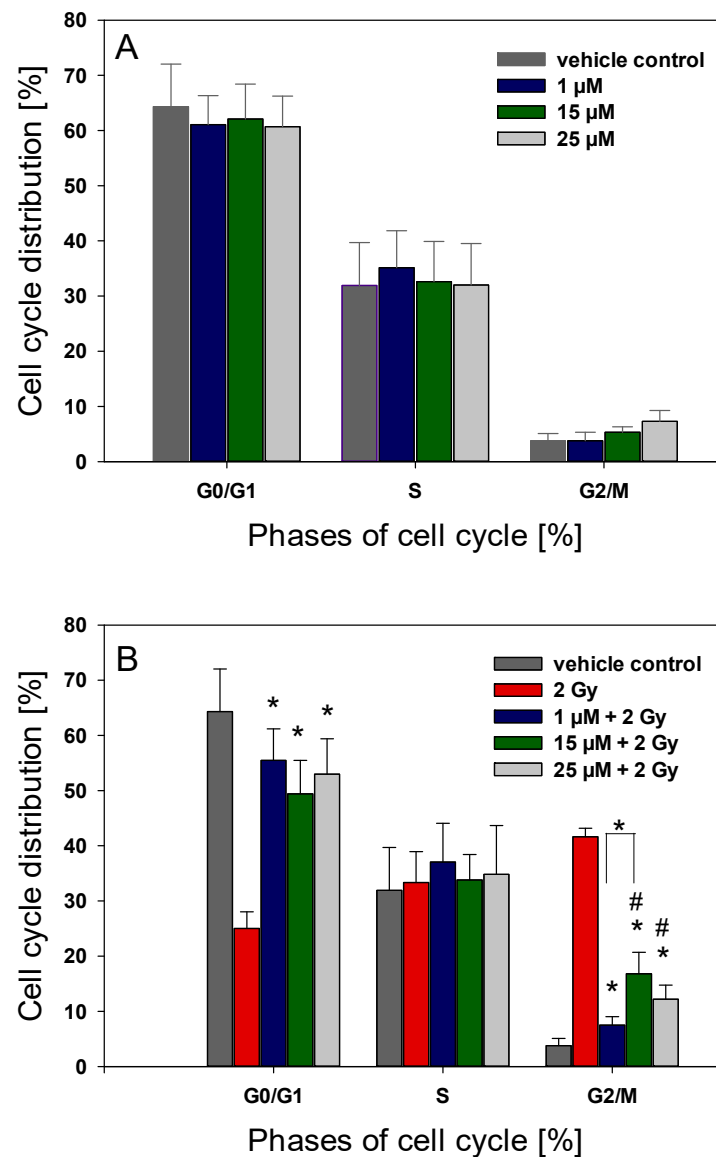 A
vehicle control
1 µM
15 µM
25 µM
Cell cycle distribution [%]
80
70
60
50
40
30
20
10
0
G0/G1 S G2/M
Phases of cell cycle [%]
B
vehicle control
2 Gy
1 µM + 2 Gy
15 µM + 2 Gy
25 µM + 2 Gy
Cell cycle distribution [%]
80
70
60
50
40
30
20
10
0
* * *
*
# #
* * *
G0/G1 S G2/M
Phases of cell cycle [%]